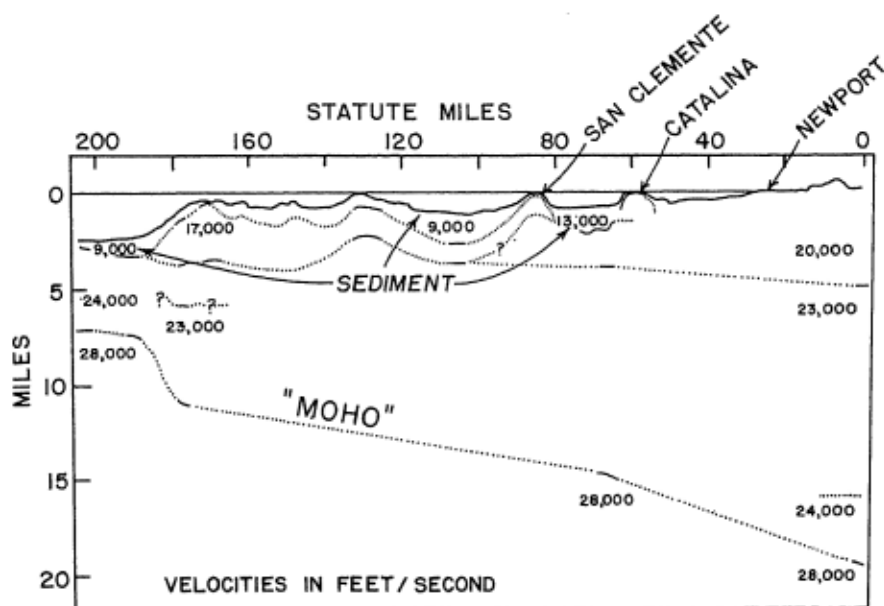 STATUTE MILES
SAN CLEMENTE
CATALINA
NEWPORT
200 160 120 80 40 0
0
5
10
15
20
MILES
9,000
17,000
9,000
13,000
20,000
SEDIMENT
24,000
? ?
?
23,000
23,000
28,000
"MOHO"
28,000
24,000
28,000
VELOCITIES IN FEET/SECOND